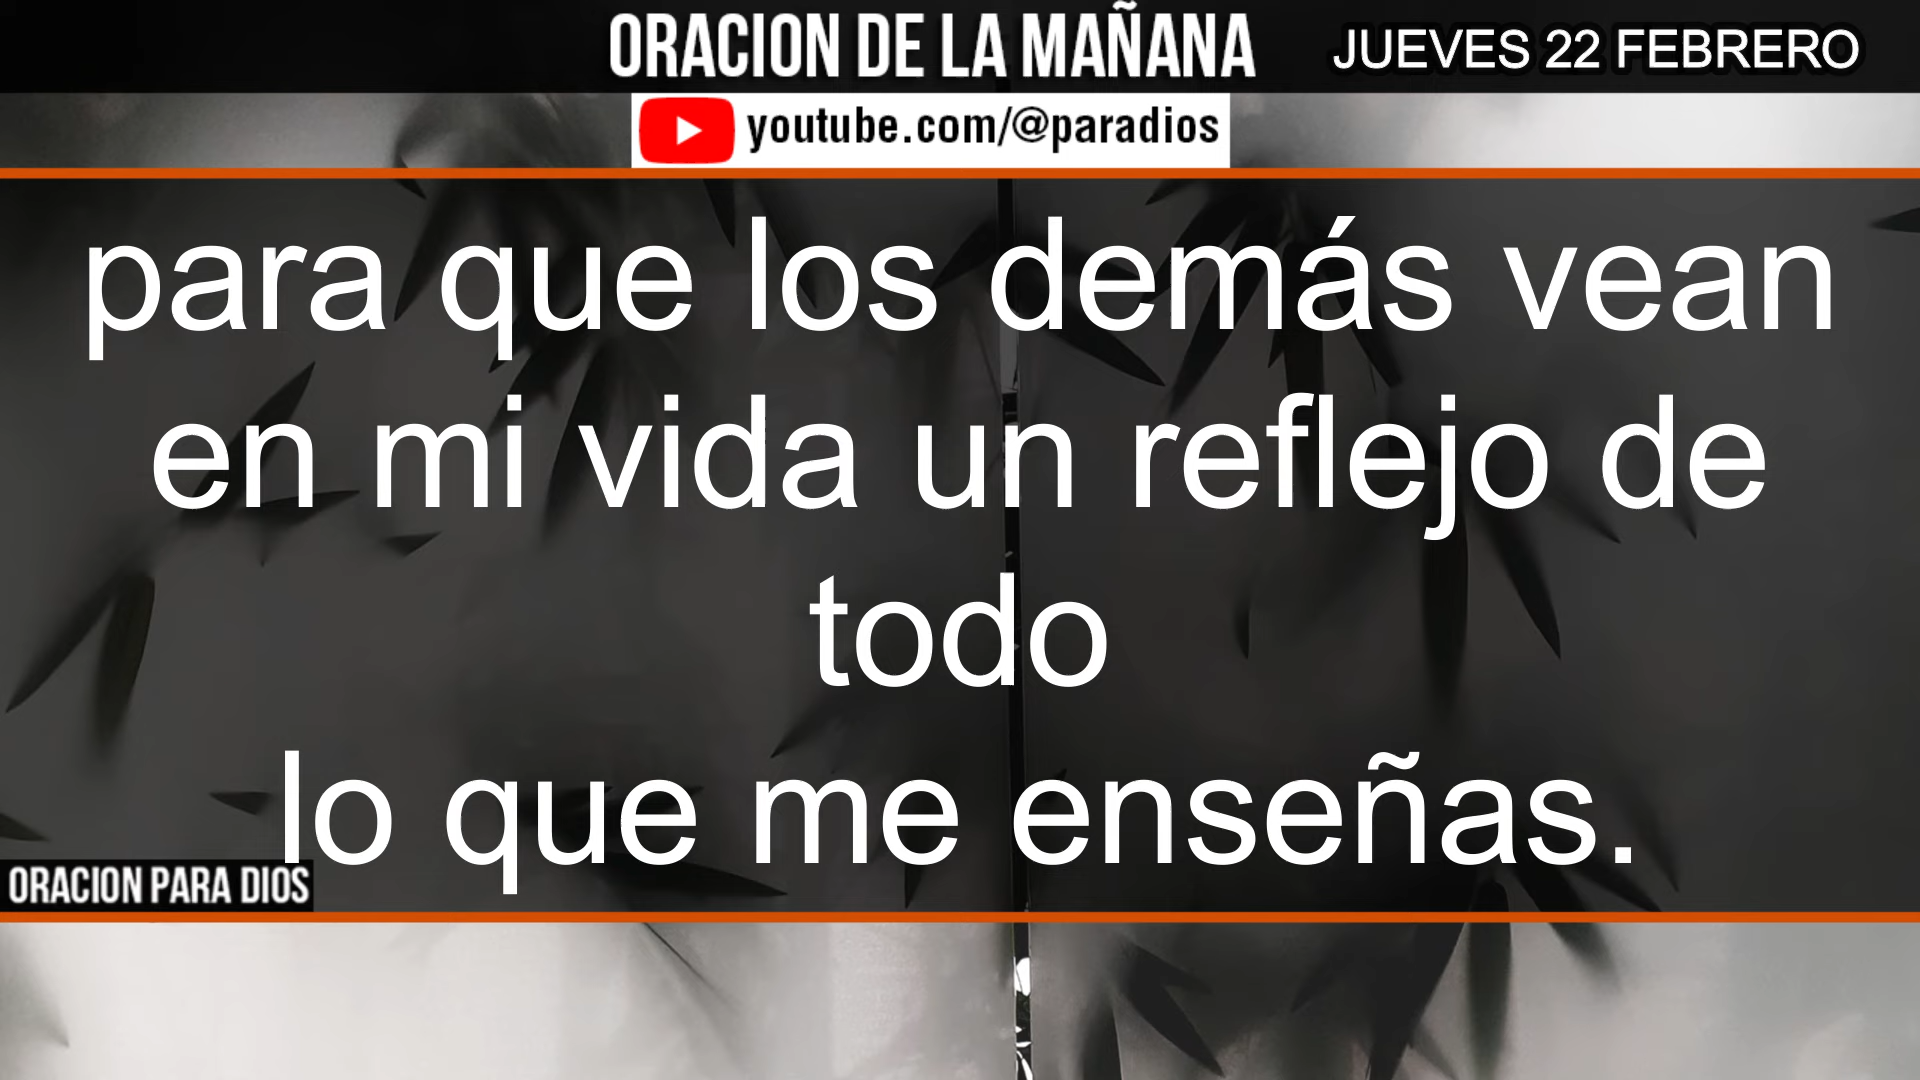 ORACION DE LA MAÑANA
JUEVES 22 FEBRERO
youtube.com/@paradios
para que los demás vean
en mi vida un reflejo de
todo
lo que me enseñas.
ORACION PARA DIOS